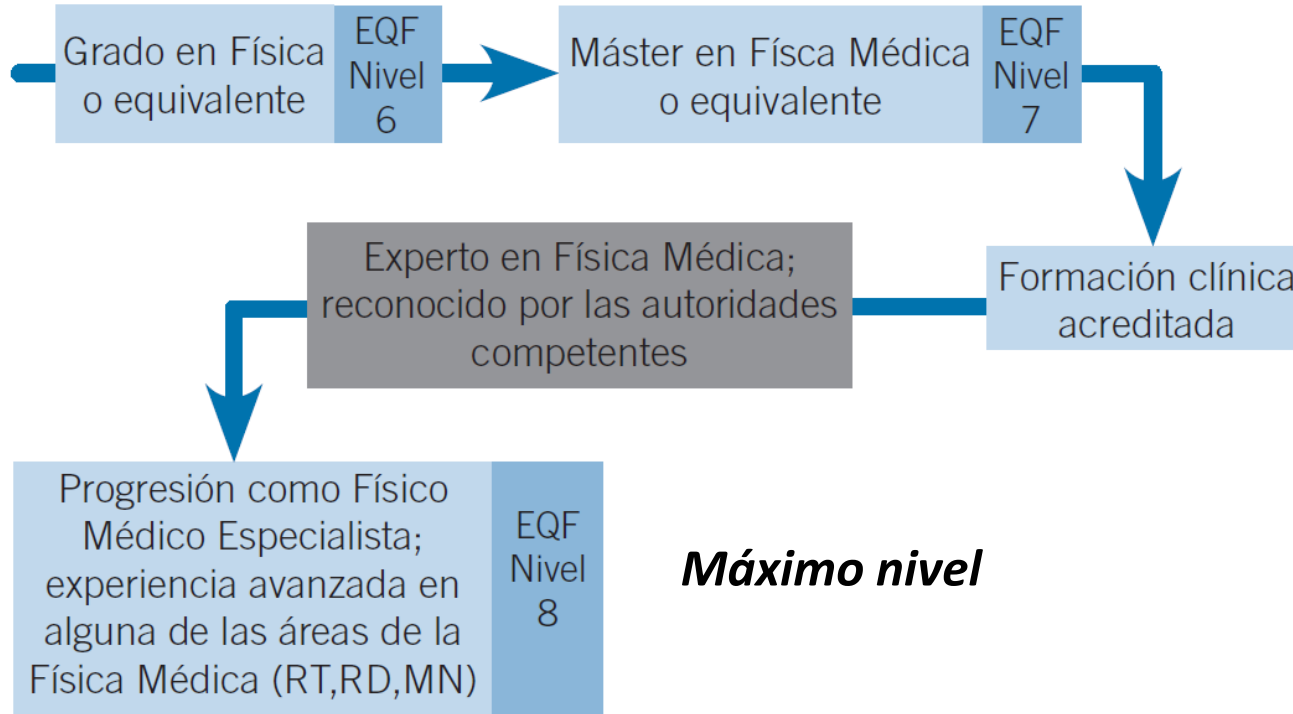 Grado en Física
o equivalente
EQF
Nivel
6
Máster en Físca Médica
o equivalente
EQF
Nivel
7
Formación clínica
acreditada
Experto en Física Médica;
reconocido por las autoridades
competentes
Progresión como Físico
Médico Especialista;
experiencia avanzada en
alguna de las áreas de la
Física Médica (RT,RD,MN)
EQF
Nivel
8
Máximo nivel